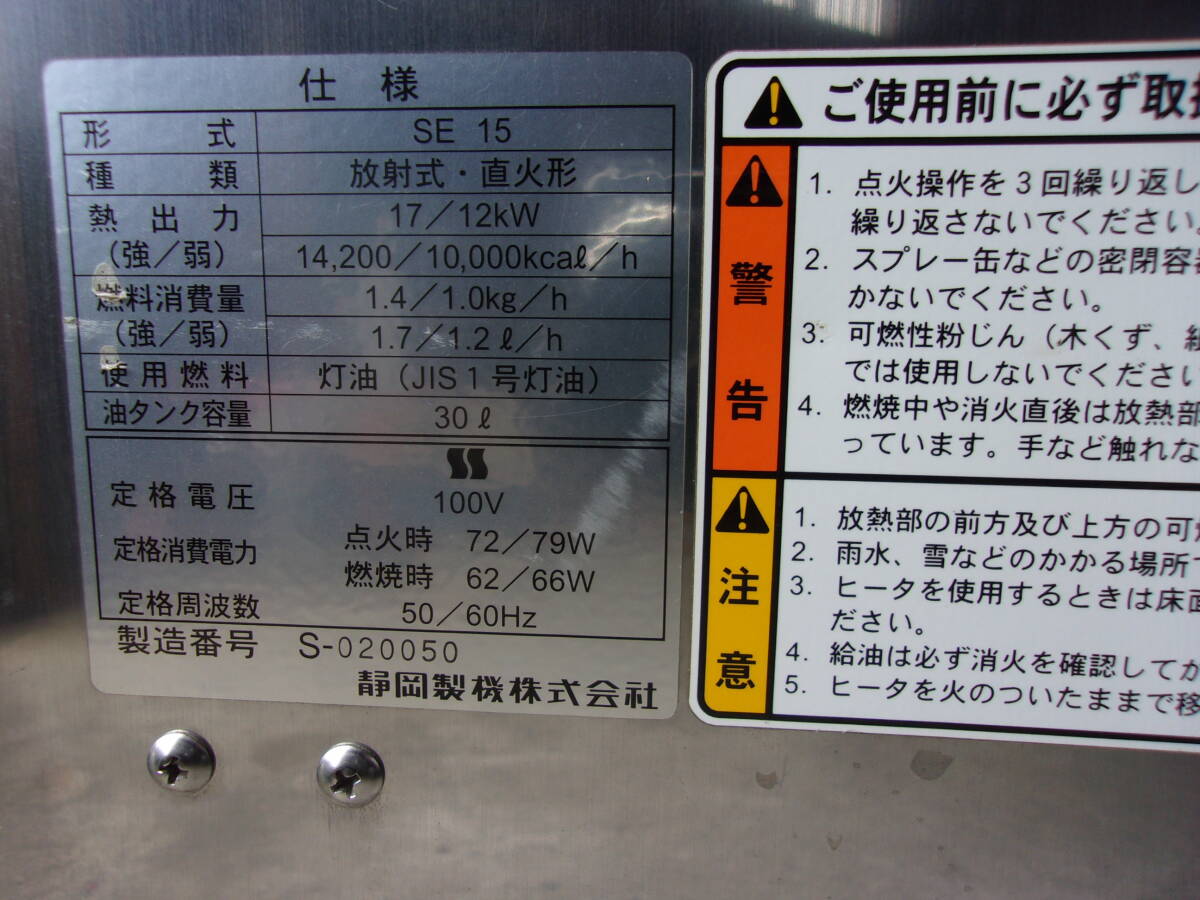 仕様
形式 SE 15
種類 放射式・直火形
熱出力 17/12kW
(強/弱) 14,200/10,000kcaℓ/h
燃料消費量 1.4/1.0kg/h
(強/弱) 1.7/1.2ℓ/h
使用燃料 灯油(JIS1号灯油)
油タンク容量 30ℓ
定格電圧 100V
定格消費電力 点火時 72/79W
燃焼時 62/66W
定格周波数 50/60Hz
製造番号 S-020050
静岡製機株式会社
ご使用前に必ず取扱
警告
1. 点火操作を3回繰り返し
繰り返さないでください。
2. スプレー缶などの密閉容器
かないでください。
3. 可燃性粉じん(木くず、紙
では使用しないでください
4. 燃焼中や消火直後は放熱部
っています。手など触れな
注意
1. 放熱部の前方及び上方の可燃
2. 雨水、雪などのかかる場所で
3. ヒータを使用するときは床面
ださい。
4. 給油は必ず消火を確認してか
5. ヒータを火のついたままで移